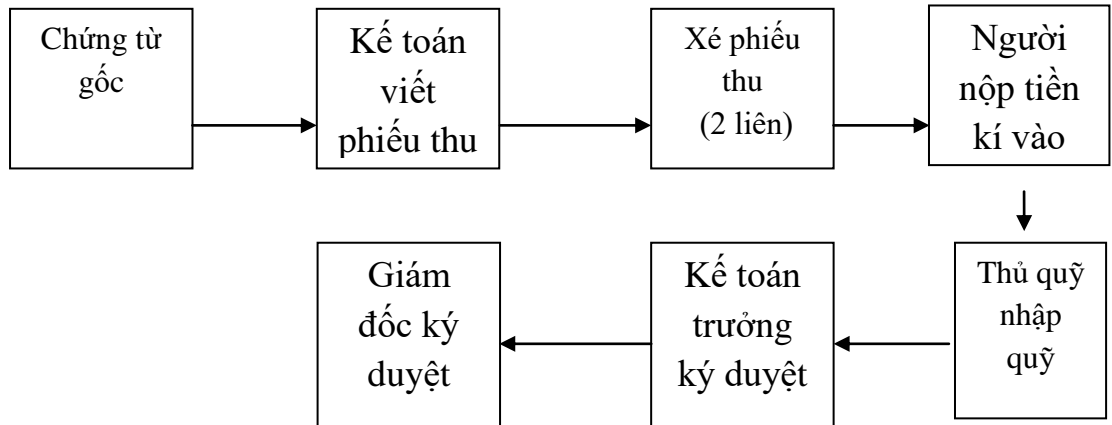 Chứng từ
gốc
Kế toán
viết
phiếu thu
Xé phiếu
thu
(2 liên)
Người
nộp tiền
kí vào
Thủ quỹ
nhập
quỹ
Kế toán
trưởng
ký duyệt
Giám
đốc ký
duyệt